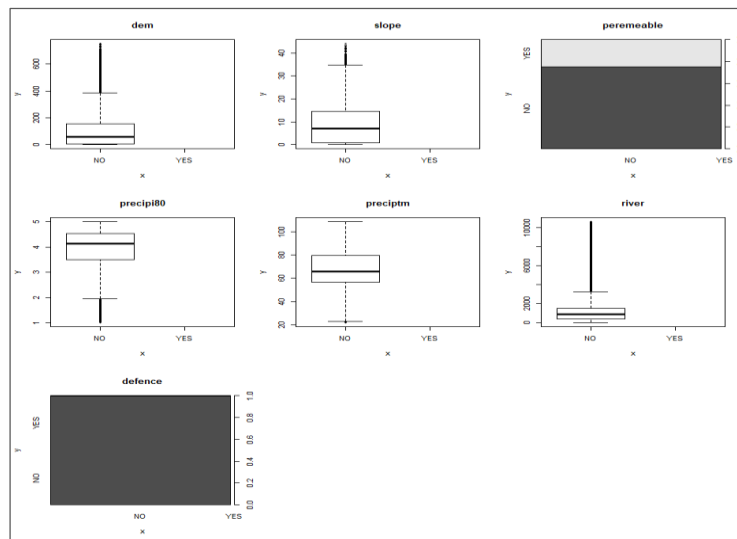 dem
slope
peremeable
y
0 200 400 600
NO YES
x
y
0 10 20 30 40
NO YES
x
y
NO YES
NO YES
x
precipi80
preciptm
river
y
1 2 3 4 5
NO YES
x
y
20 40 60 80 100
NO YES
x
y
0 2000 6000 10000
NO YES
x
defence
y
NO YES
0.0 0.2 0.4 0.6 0.8 1.0
NO YES
x